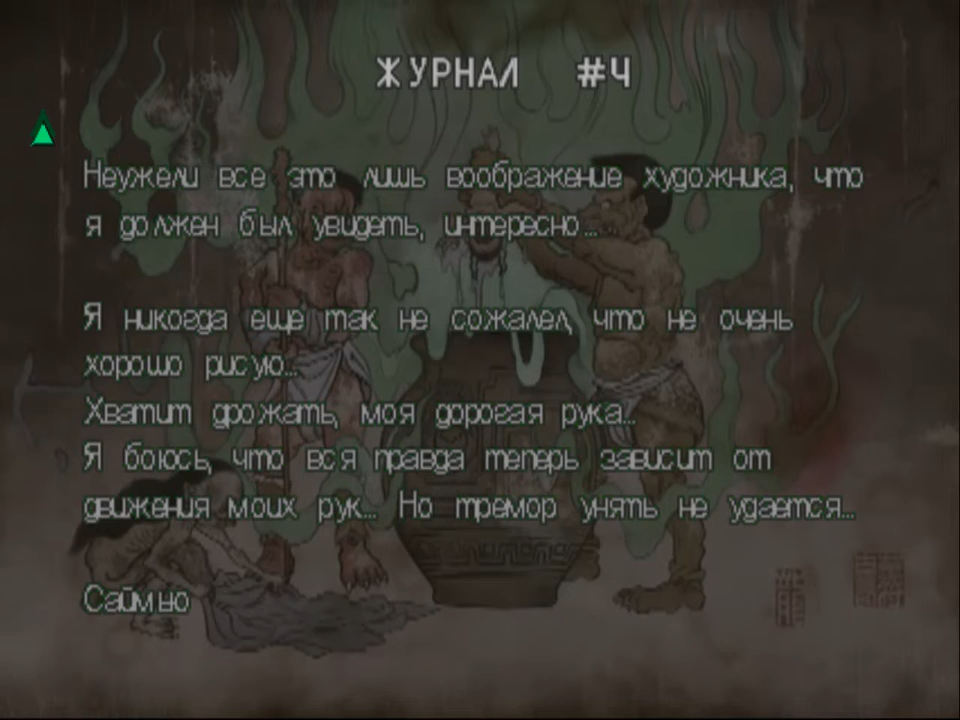 ЖУРНАЛ #4
Неужели все это лишь воображение художника, что
я должен был увидеть, интересно...
Я никогда еще так не сожалел, что не очень
хорошо рисую...
Хватит дрожать, моя дорогая рука...
Я боюсь, что вся правда теперь зависит от
движения моих рук... Но тремор унять не удается...
Саймыо